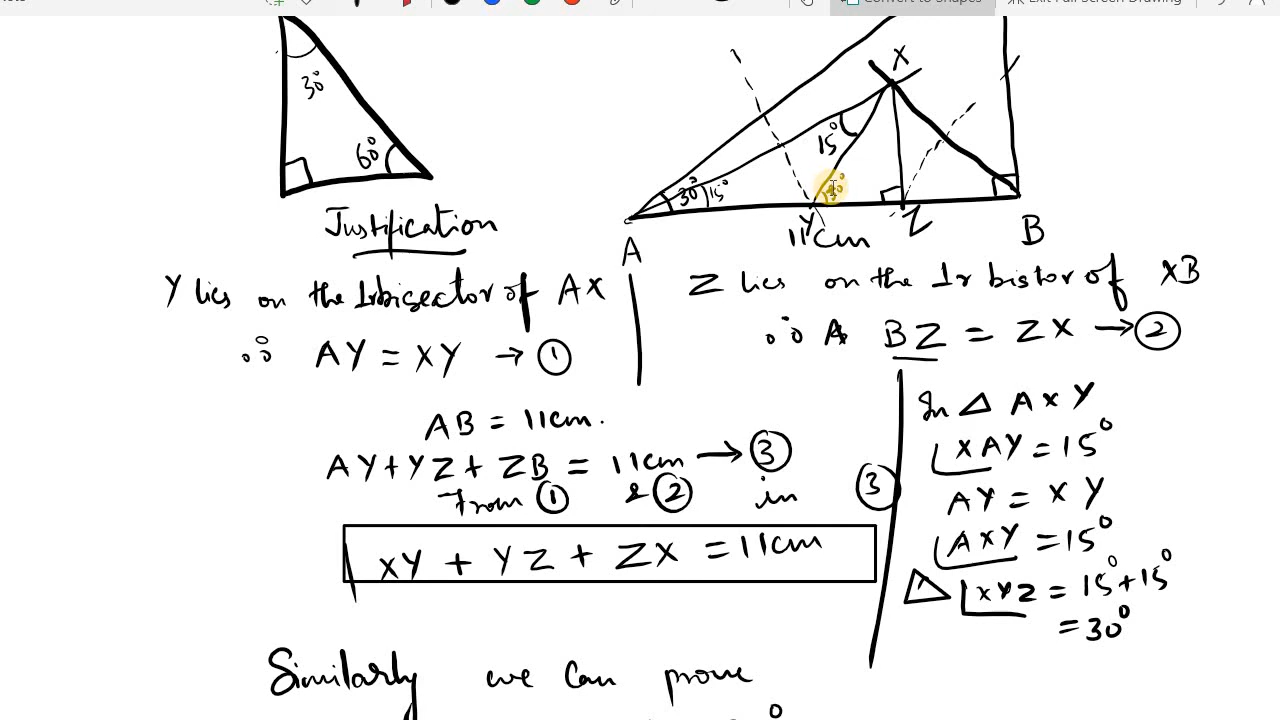 Convert to Shapes
Exit Full Screen Drawing
30°
60°
X
15°
30°
15°
30°
A
Y
Z
B
11cm
Justification
Y lies on the ⊥r bisector of AX
∴ AY = XY → ①
Z lies on the ⊥r bistor of XB
∴ BZ = ZX → ②
AB = 11cm.
AY + YZ + ZB = 11cm → ③
From ① & ② in ③
XY + YZ + ZX = 11cm
In △ AXY
∠XAY = 15°
AY = XY
∠AXY = 15°
△ ∠XYZ = 15° + 15°
= 30°
Similarly we can prove